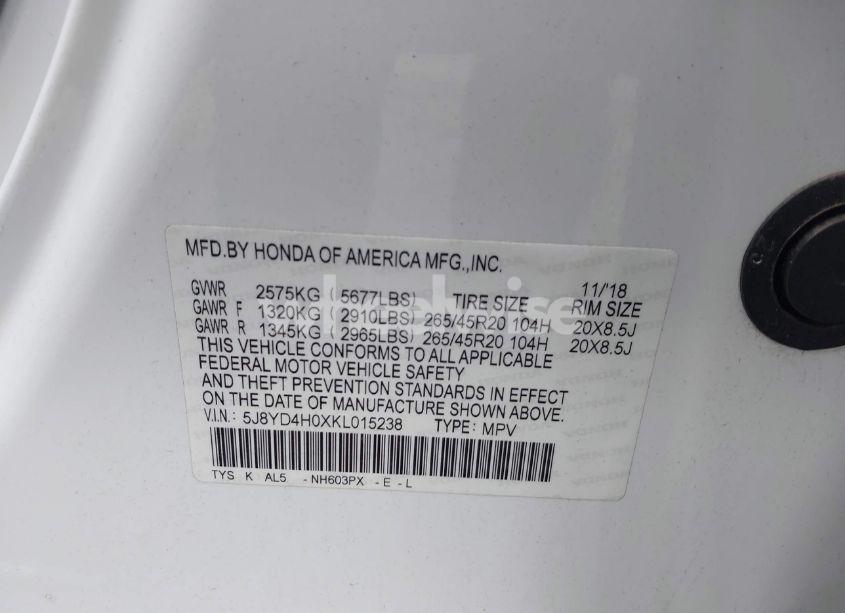 MFD.BY HONDA OF AMERICA MFG.,INC.
11/'18
GVWR 2575KG (5677LBS) TIRE SIZE RIM SIZE
GAWR F 1320KG (2910LBS) 265/45R20 104H 20X8.5J
GAWR R 1345KG (2965LBS) 265/45R20 104H 20X8.5J
THIS VEHICLE CONFORMS TO ALL APPLICABLE
FEDERAL MOTOR VEHICLE SAFETY
AND THEFT PREVENTION STANDARDS IN EFFECT
ON THE DATE OF MANUFACTURE SHOWN ABOVE.
V.I.N.: 5J8YD4H0XKL015238 TYPE: MPV
TYS K AL5 -NH603PX -E -L